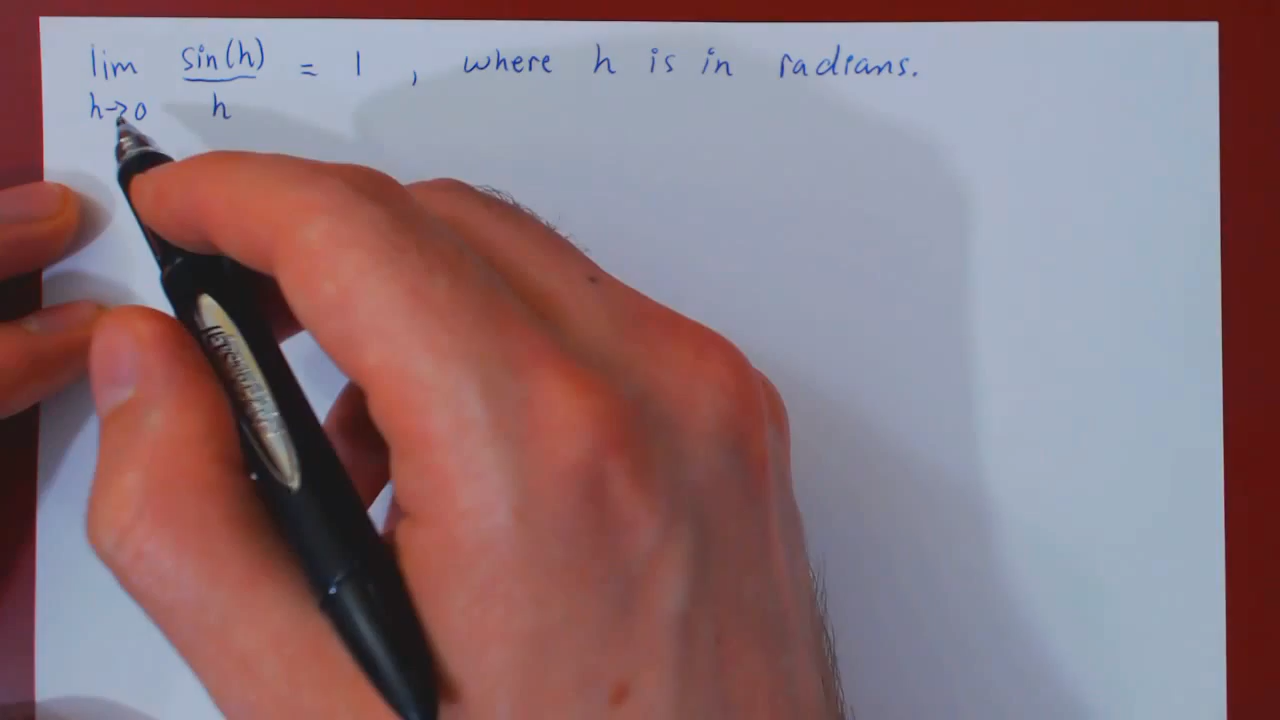 lim sin(h)/h = 1 , where h is in radians.
h→0